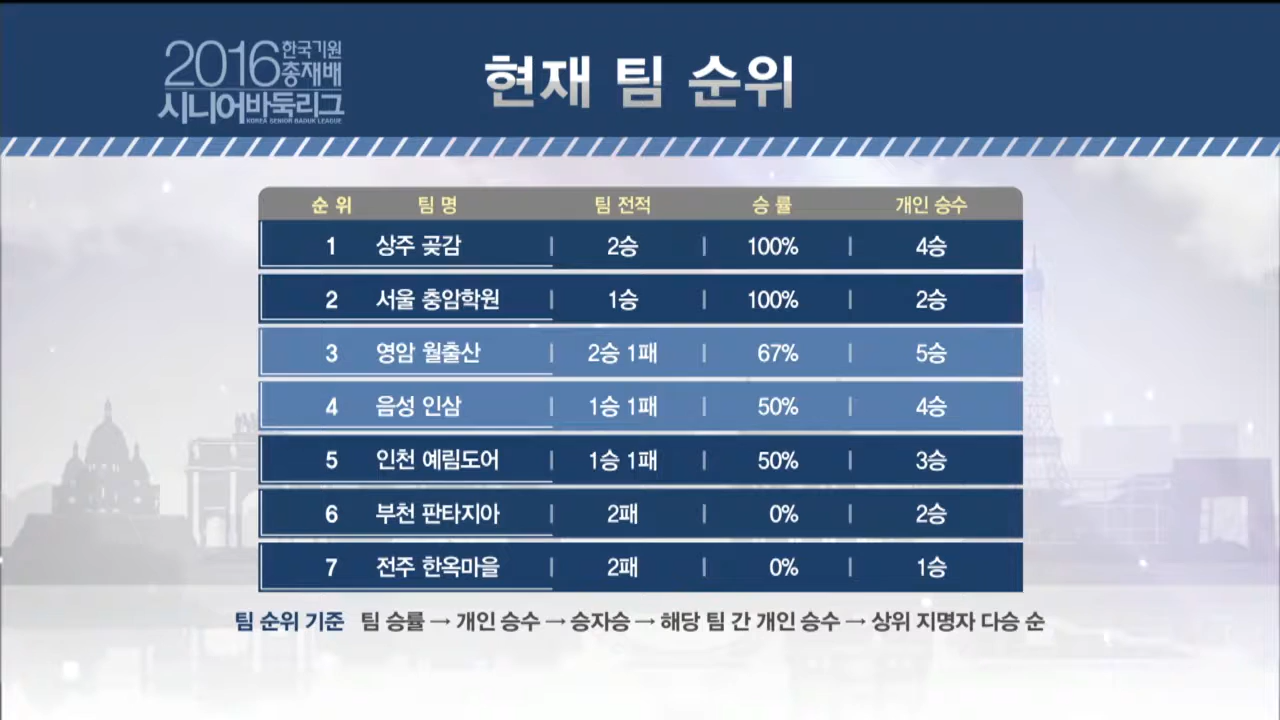 2016 한국기원
총재배
시니어바둑리그
KOREA SENIOR BADUK LEAGUE
현재 팀 순위
순 위 팀 명 팀 전적 승 률 개인 승수
1 상주 곶감 2승 100% 4승
2 서울 충암학원 1승 100% 2승
3 영암 월출산 2승 1패 67% 5승
4 음성 인삼 1승 1패 50% 4승
5 인천 예림도어 1승 1패 50% 3승
6 부천 판타지아 2패 0% 2승
7 전주 한옥마을 2패 0% 1승
팀 순위 기준 팀 승률 → 개인 승수 → 승자승 → 해당 팀 간 개인 승수 → 상위 지명자 다승 순